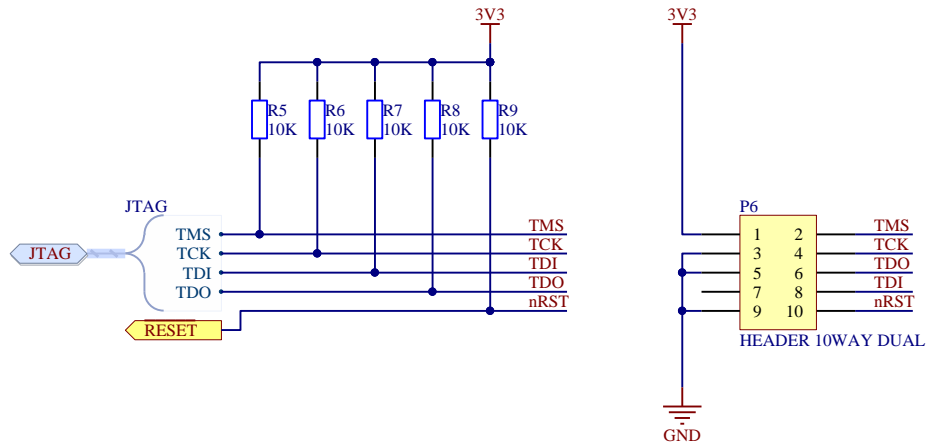 3V3
3V3
R5
10K
R6
10K
R7
10K
R8
10K
R9
10K
JTAG
JTAG
TMS
TCK
TDI
TDO
RESET
TMS
TCK
TDI
TDO
nRST
P6
1 2
3 4
5 6
7 8
9 10
TMS
TCK
TDO
TDI
nRST
HEADER 10WAY DUAL
GND